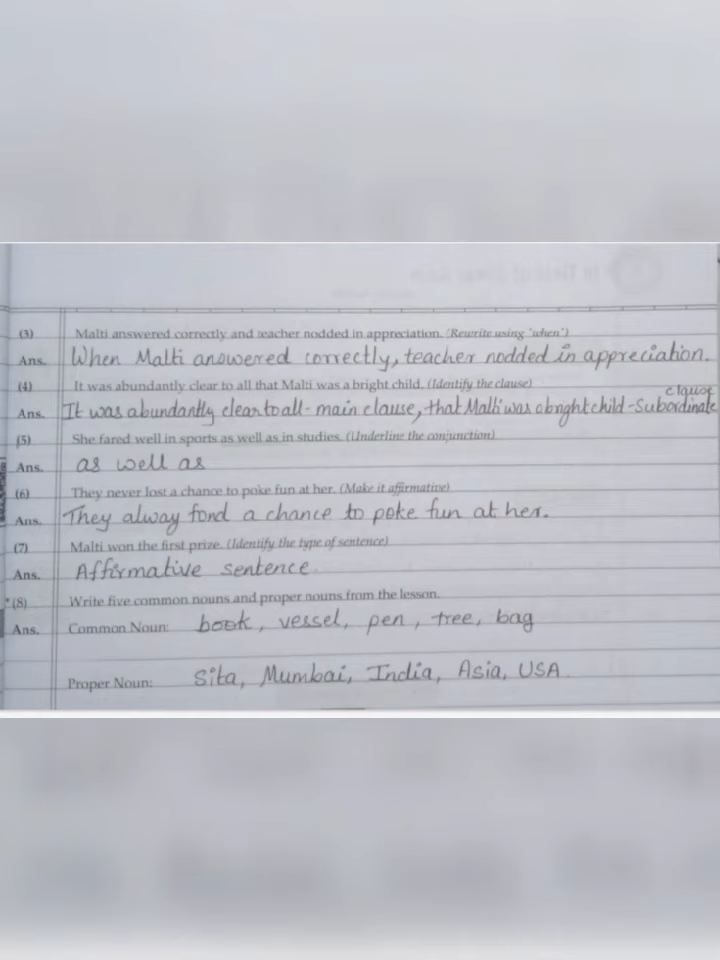 (3) Malti answered correctly and teacher nodded in appreciation. (Rewrite using 'when')
Ans. When Malti answered correctly, teacher nodded in appreciation.
(4) It was abundantly clear to all that Malti was a bright child. (Identify the clause)
clause
Ans. It was abundantly clear to all - main clause, that Malti was a bright child - Subordinate
(5) She fared well in sports as well as in studies. (Underline the conjunction)
Ans. as well as
(6) They never lost a chance to poke fun at her. (Make it affirmative)
Ans. They alway fond a chance to poke fun at her.
(7) Malti won the first prize. (Identify the type of sentence)
Ans. Affirmative sentence
*(8) Write five common nouns and proper nouns from the lesson.
Ans. Common Noun: book, vessel, pen, tree, bag
Proper Noun: Sita, Mumbai, India, Asia, USA